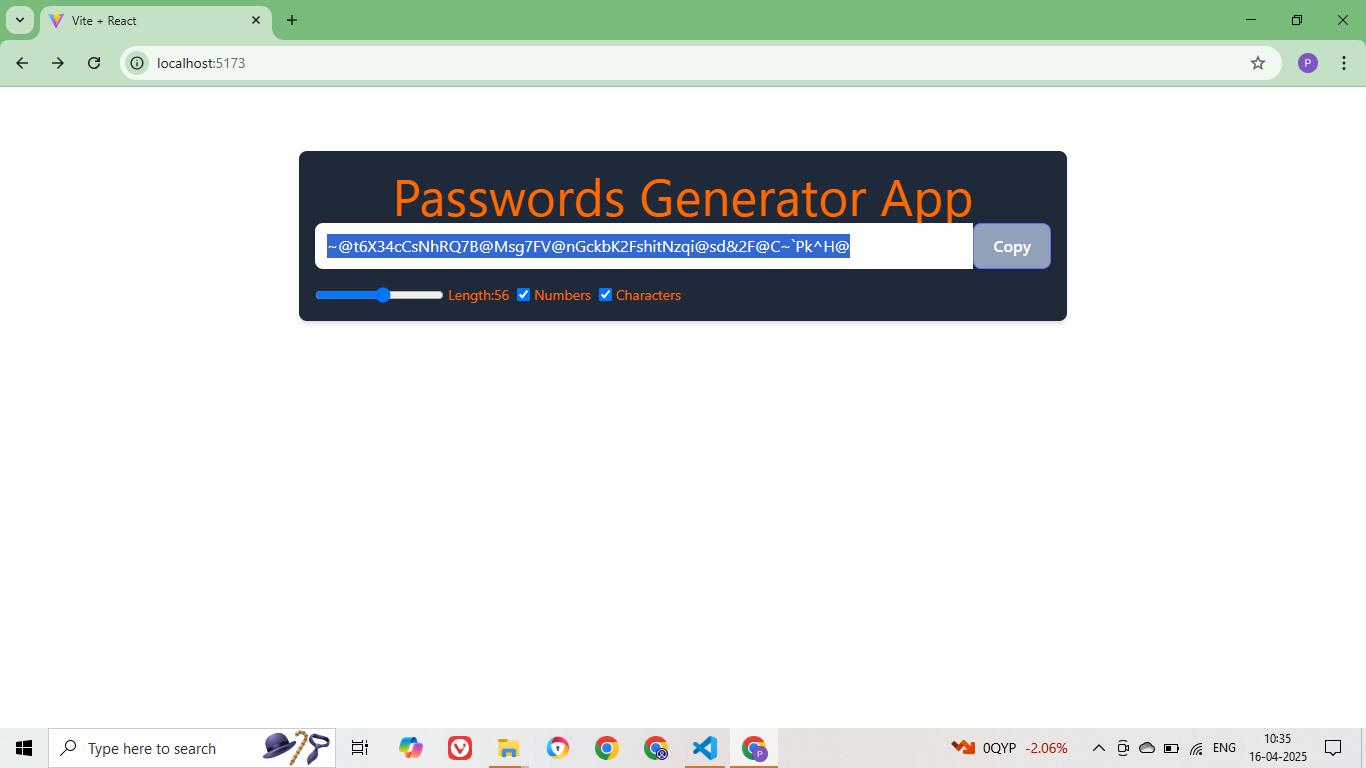 Vite + React
localhost:5173
P
Passwords Generator App
~@t6X34cCsNhRQ7B@Msg7FV@nGckbK2FshitNzqi@sd&2F@C~`Pk^H@
Copy
Length:56 Numbers Characters
Type here to search
P
0QYP -2.06%
ENG
10:35
16-04-2025